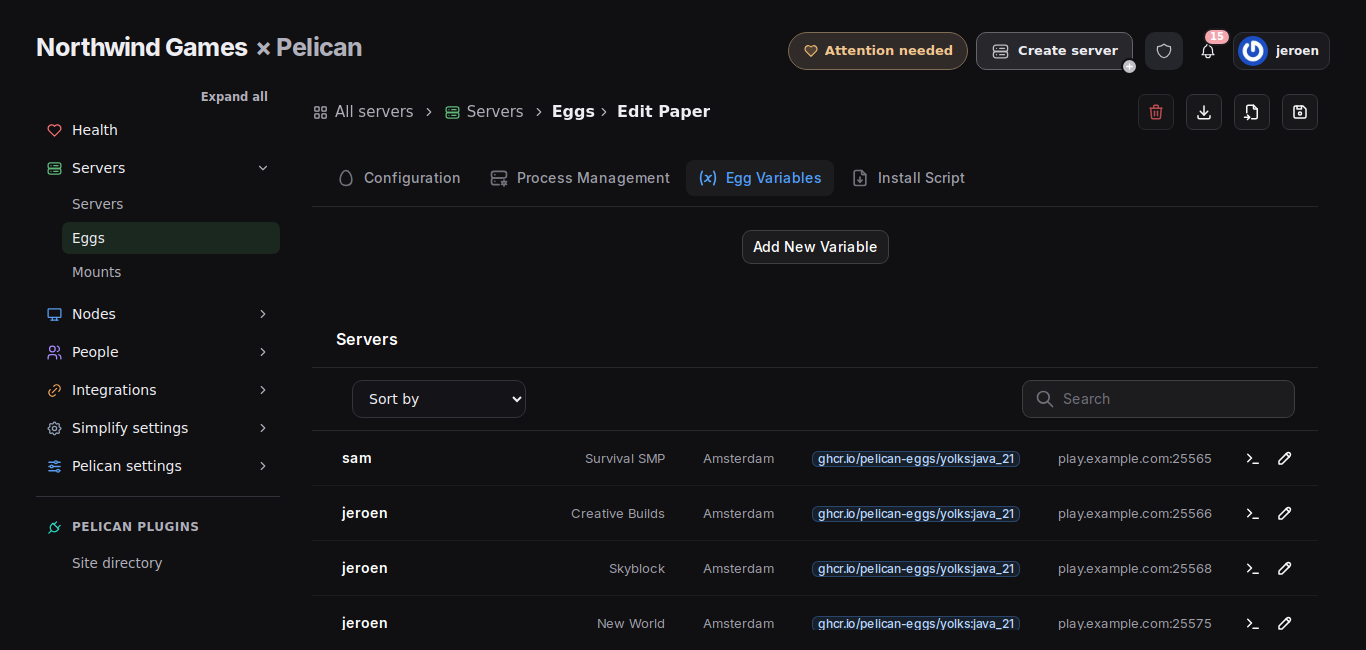 Northwind Games × Pelican
Attention needed
Create server
15
jeroen
Expand all
Health
Servers
Servers
Eggs
Mounts
Nodes
People
Integrations
Simplify settings
Pelican settings
PELICAN PLUGINS
Site directory
All servers › Servers › Eggs › Edit Paper
Configuration
Process Management
(x) Egg Variables
Install Script
Add New Variable
Servers
Sort by
Search
sam Survival SMP Amsterdam ghcr.io/pelican-eggs/yolks:java_21 play.example.com:25565
jeroen Creative Builds Amsterdam ghcr.io/pelican-eggs/yolks:java_21 play.example.com:25566
jeroen Skyblock Amsterdam ghcr.io/pelican-eggs/yolks:java_21 play.example.com:25568
jeroen New World Amsterdam ghcr.io/pelican-eggs/yolks:java_21 play.example.com:25575